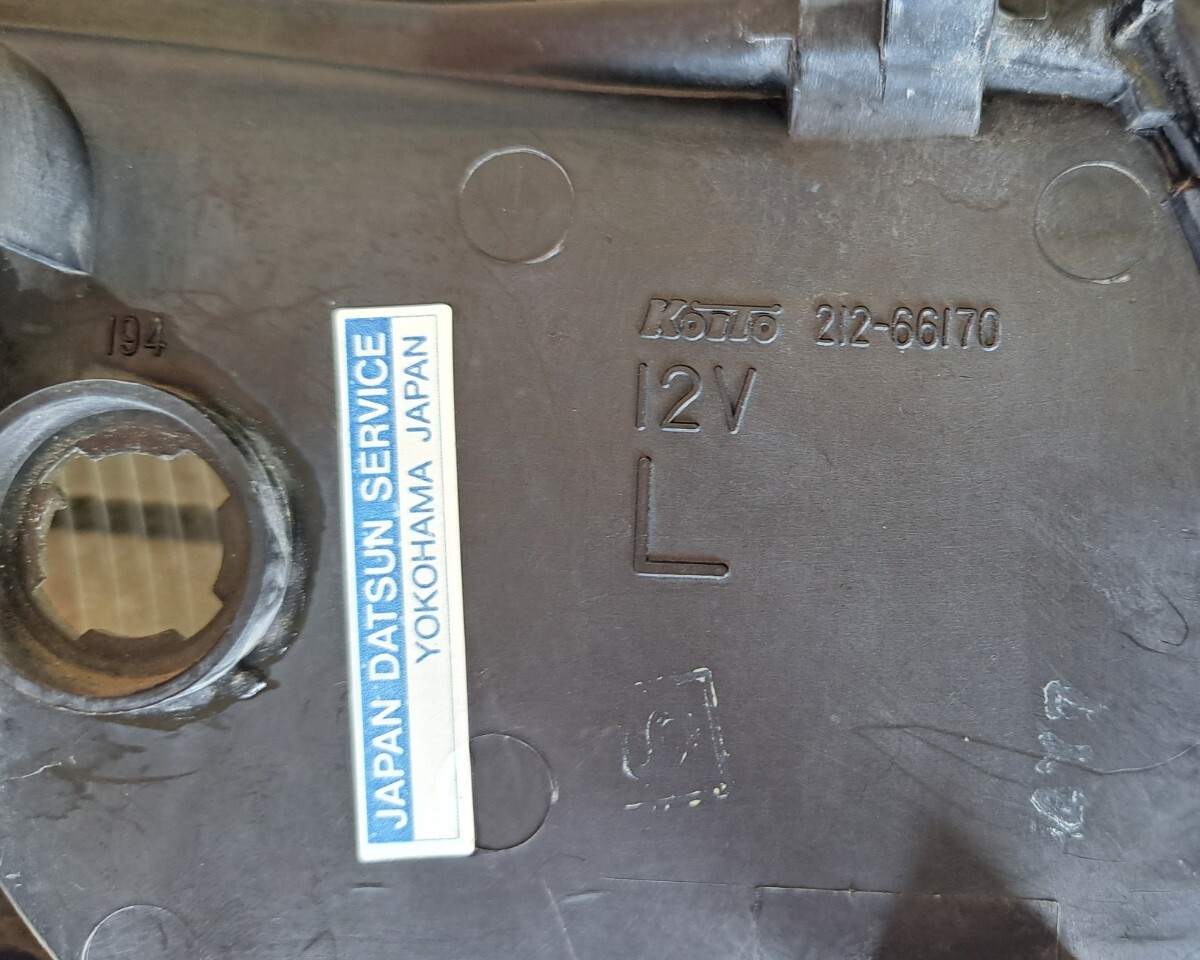 194
KOITO 212-66170
12V
L
JAPAN DATSUN SERVICE
YOKOHAMA JAPAN